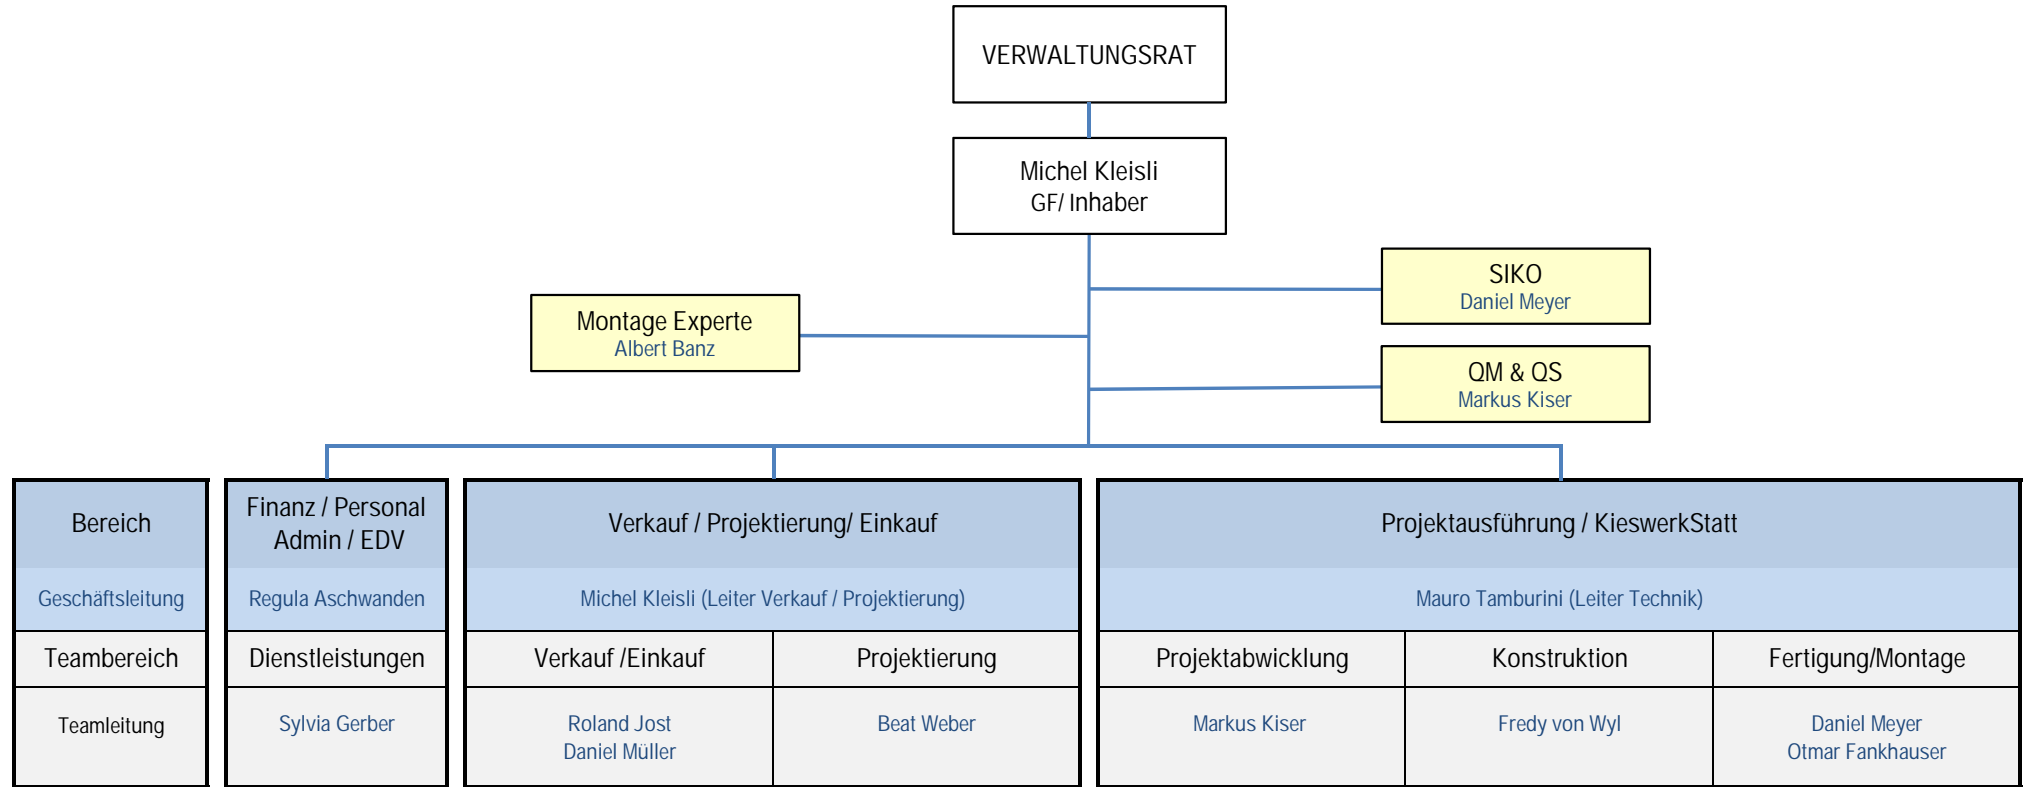 VERWALTUNGSRAT
Michel Kleisli
GF/ Inhaber
SIKO
Daniel Meyer
Montage Experte
Albert Banz
QM & QS
Markus Kiser
Bereich
Finanz / Personal
Admin / EDV
Verkauf / Projektierung/ Einkauf
Projektausführung / KieswerkStatt
Geschäftsleitung
Regula Aschwanden
Michel Kleisli (Leiter Verkauf / Projektierung)
Mauro Tamburini (Leiter Technik)
Teambereich
Dienstleistungen
Verkauf /Einkauf
Projektierung
Projektabwicklung
Konstruktion
Fertigung/Montage
Teamleitung
Sylvia Gerber
Roland Jost
Daniel Müller
Beat Weber
Markus Kiser
Fredy von Wyl
Daniel Meyer
Otmar Fankhauser